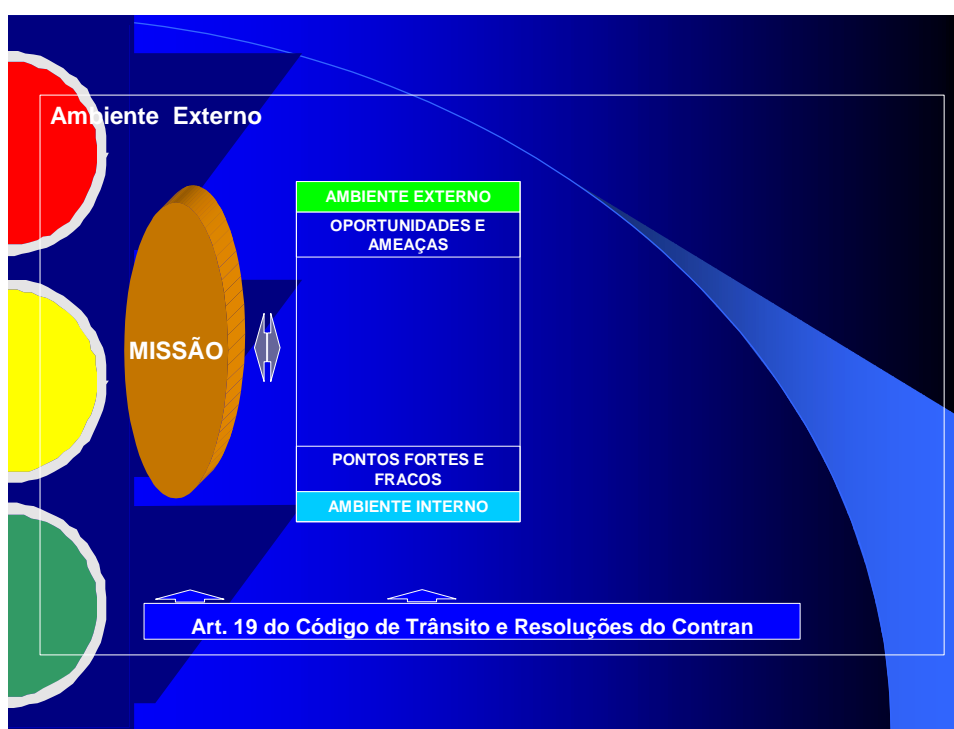 Ambiente Externo
AMBIENTE EXTERNO
OPORTUNIDADES E
AMEAÇAS
MISSÃO
PONTOS FORTES E
FRACOS
AMBIENTE INTERNO
Art. 19 do Código de Trânsito e Resoluções do Contran